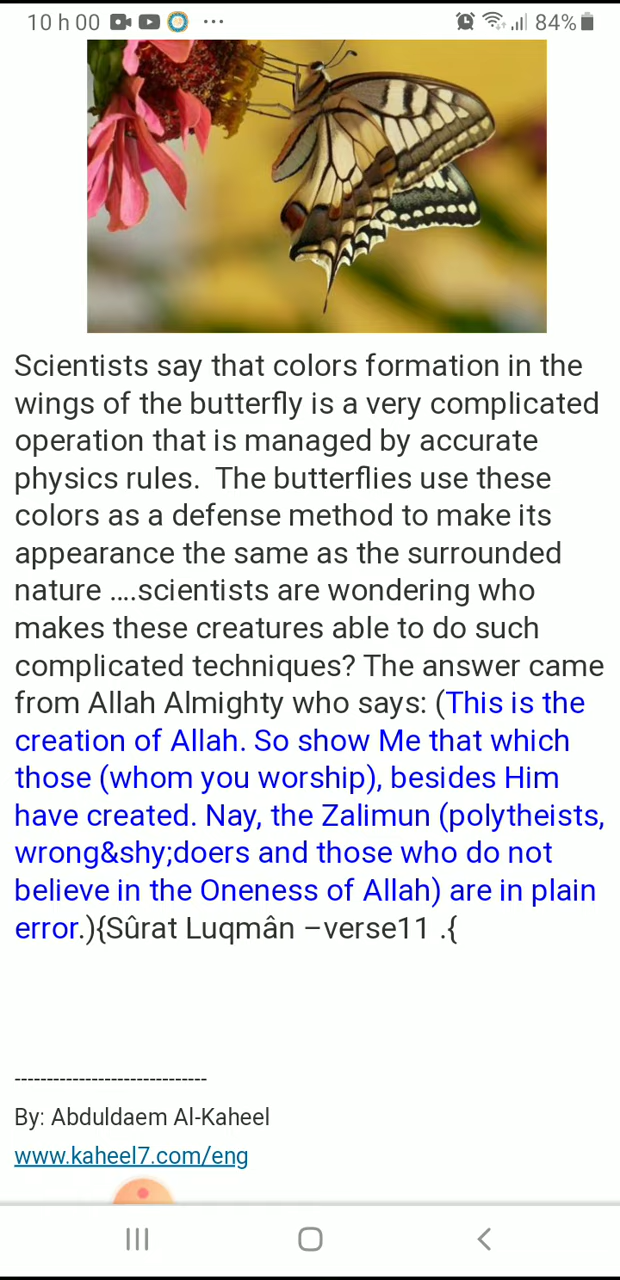 10 h 00 ... 84%
Scientists say that colors formation in the
wings of the butterfly is a very complicated
operation that is managed by accurate
physics rules.  The butterflies use these
colors as a defense method to make its
appearance the same as the surrounded
nature ....scientists are wondering who
makes these creatures able to do such
complicated techniques? The answer came
from Allah Almighty who says: (This is the
creation of Allah. So show Me that which
those (whom you worship), besides Him
have created. Nay, the Zalimun (polytheists,
wrong&shy;doers and those who do not
believe in the Oneness of Allah) are in plain
error.){Sûrat Luqmân –verse11 .{
------------------------------
By: Abduldaem Al-Kaheel
www.kaheel7.com/eng